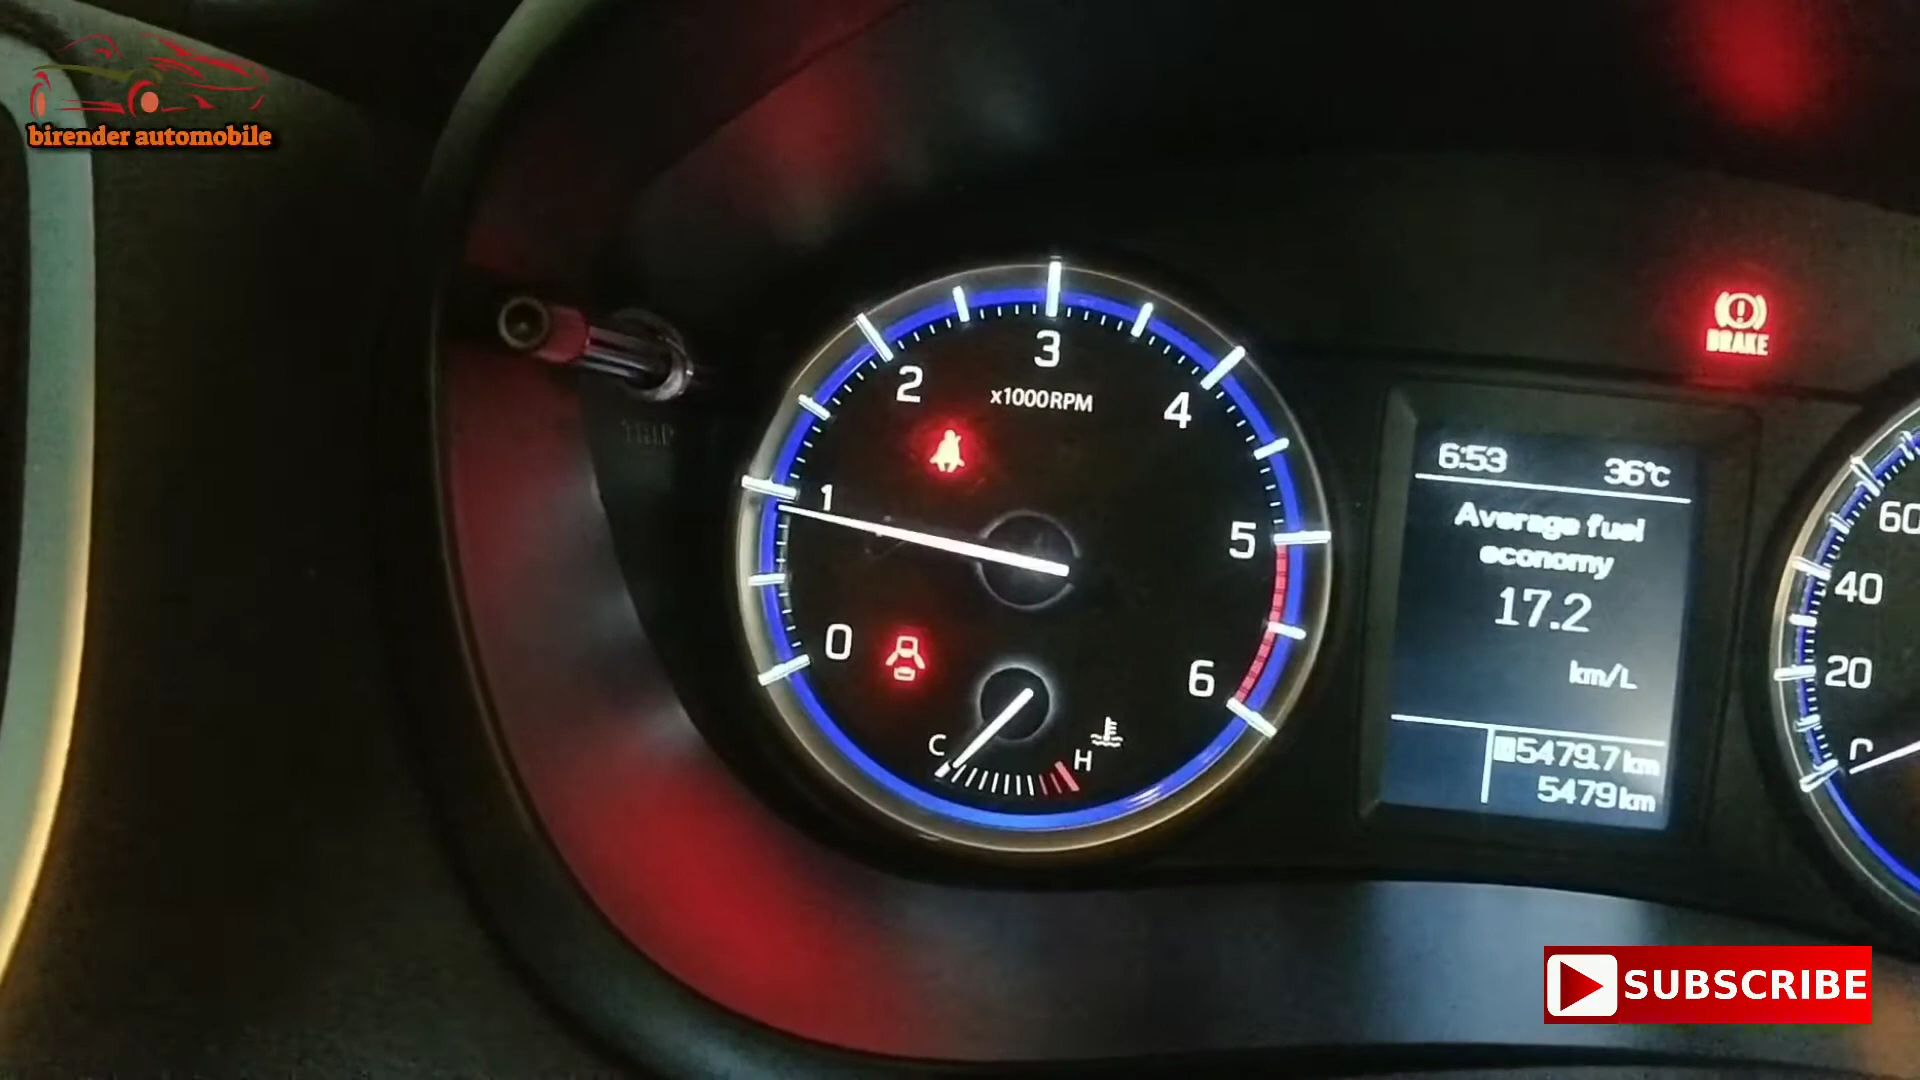 birender automobile
BRAKE
3
2
x1000RPM
4
1
5
0
6
C
H
6:53 36°C
Average fuel
economy
17.2
km/L
5479.7 km
5479 km
60
40
20
0
SUBSCRIBE